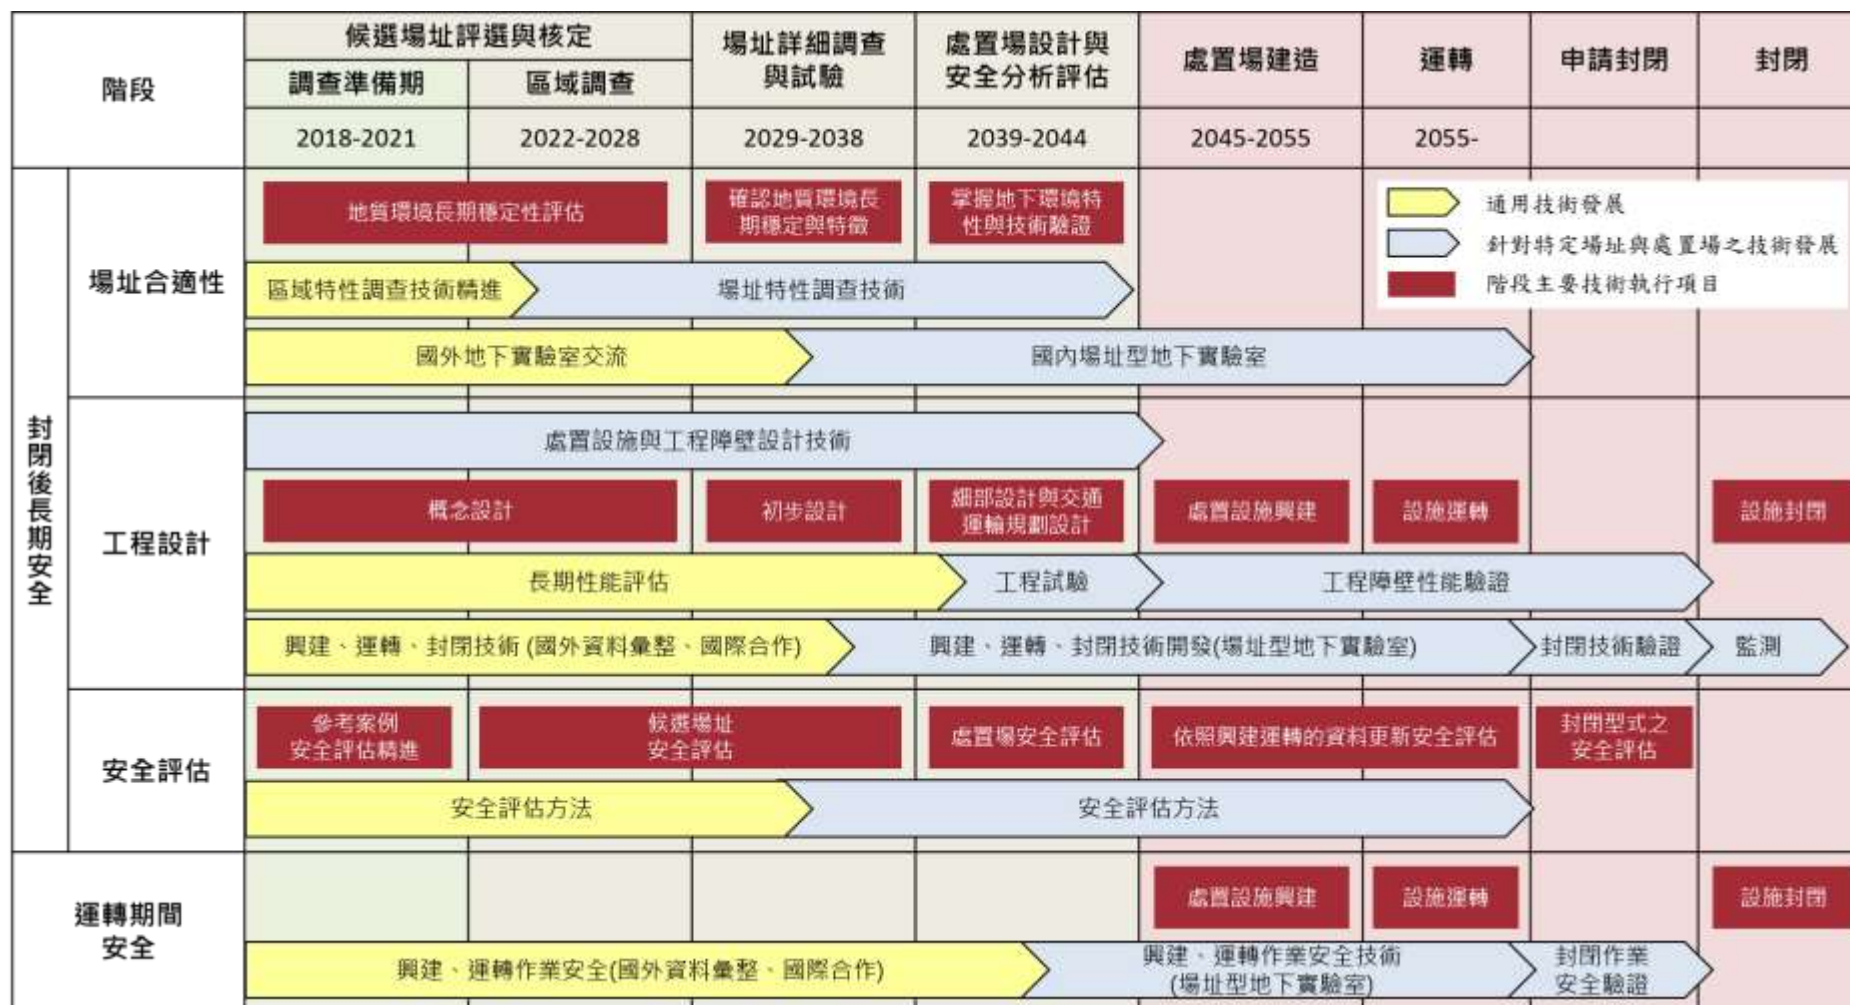 階段
候選場址評選與核定
調查準備期
區域調查
場址詳細調查
與試驗
處置場設計與
安全分析評估
處置場建造
運轉
申請封閉
封閉
2018-2021
2022-2028
2029-2038
2039-2044
2045-2055
2055-
封閉後長期安全
場址合適性
地質環境長期穩定性評估
確認地質環境長
期穩定與特徵
掌握地下環境特
性與技術驗證
通用技術發展
針對特定場址與處置場之技術發展
階段主要技術執行項目
區域特性調查技術精進
場址特性調查技術
國外地下實驗室交流
國內場址型地下實驗室
工程設計
處置設施與工程障壁設計技術
概念設計
初步設計
細部設計與交通
運輸規劃設計
處置設施興建
設施運轉
設施封閉
長期性能評估
工程試驗
工程障壁性能驗證
興建、運轉、封閉技術 (國外資料彙整、國際合作)
興建、運轉、封閉技術開發(場址型地下實驗室)
封閉技術驗證
監測
安全評估
參考案例
安全評估精進
候選場址
安全評估
處置場安全評估
依照興建運轉的資料更新安全評估
封閉型式之
安全評估
安全評估方法
安全評估方法
運轉期間
安全
處置設施興建
設施運轉
設施封閉
興建、運轉作業安全(國外資料彙整、國際合作)
興建、運轉作業安全技術
(場址型地下實驗室)
封閉作業
安全驗證